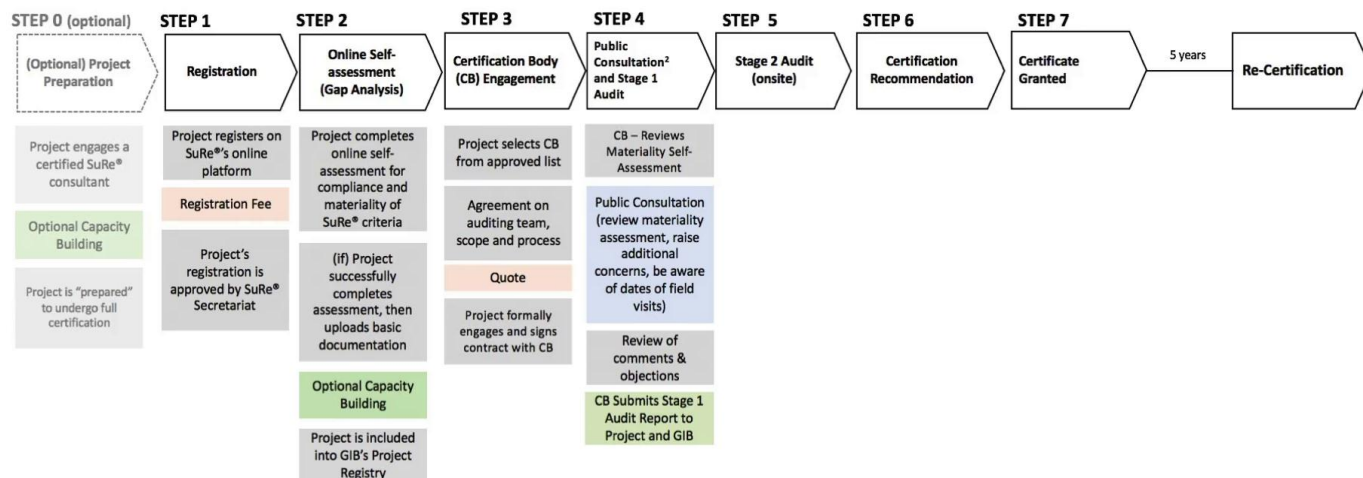 STEP 0 (optional)
(Optional) Project
Preparation
Project engages a
certified SuRe®
consultant
Optional Capacity
Building
Project is “prepared”
to undergo full
certification
STEP 1
Registration
Project registers on
SuRe®’s online
platform
Registration Fee
Project’s
registration is
approved by SuRe®
Secretariat
STEP 2
Online Self-
assessment
(Gap Analysis)
Project completes
online self-
assessment for
compliance and
materiality of
SuRe® criteria
(if) Project
successfully
completes
assessment, then
uploads basic
documentation
Optional Capacity
Building
Project is included
into GIB’s Project
Registry
STEP 3
Certification Body
(CB) Engagement
Project selects CB
from approved list
Agreement on
auditing team,
scope and process
Quote
Project formally
engages and signs
contract with CB
STEP 4
Public
Consultation²
and Stage 1
Audit
CB – Reviews
Materiality Self-
Assessment
Public Consultation
(review materiality
assessment, raise
additional
concerns, be aware
of dates of field
visits)
Review of
comments &
objections
CB Submits Stage 1
Audit Report to
Project and GIB
STEP 5
Stage 2 Audit
(onsite)
STEP 6
Certification
Recommendation
STEP 7
Certificate
Granted
5 years
Re-Certification